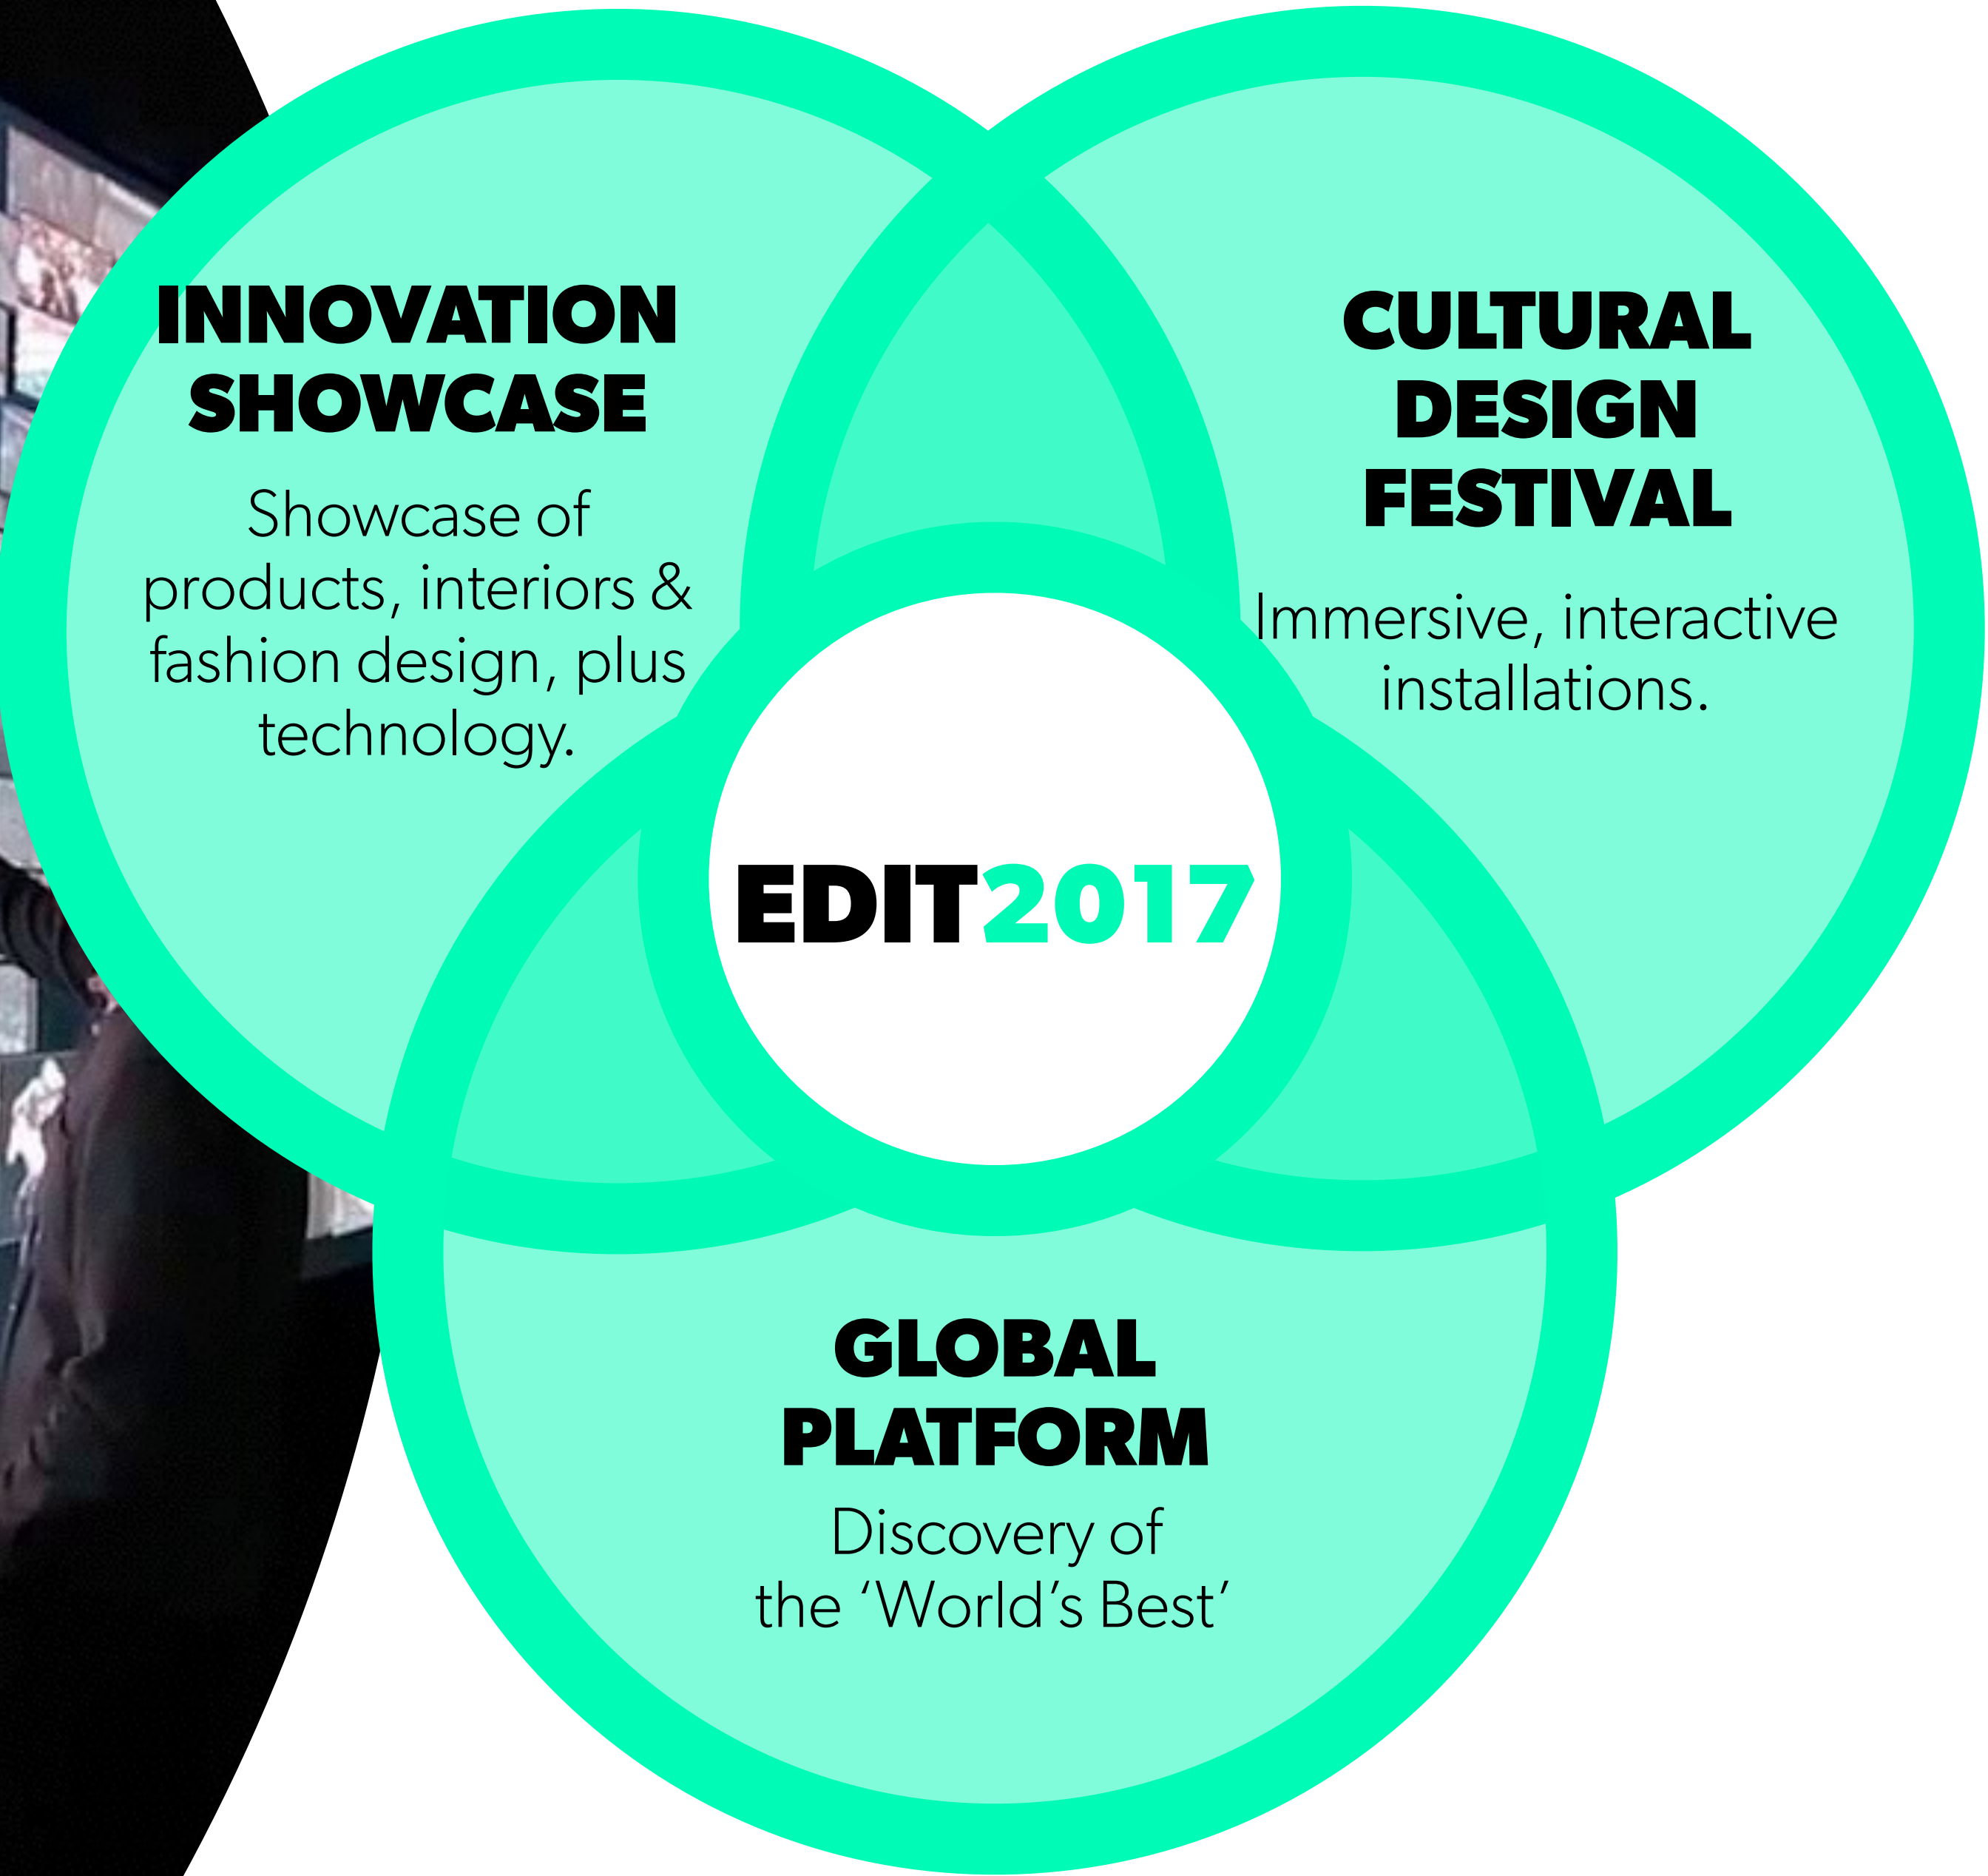 INNOVATION
SHOWCASE
Showcase of
products, interiors &
fashion design, plus
technology.
CULTURAL
DESIGN
FESTIVAL
Immersive, interactive
installations.
EDIT2017
GLOBAL
PLATFORM
Discovery of
the ‘World’s Best’